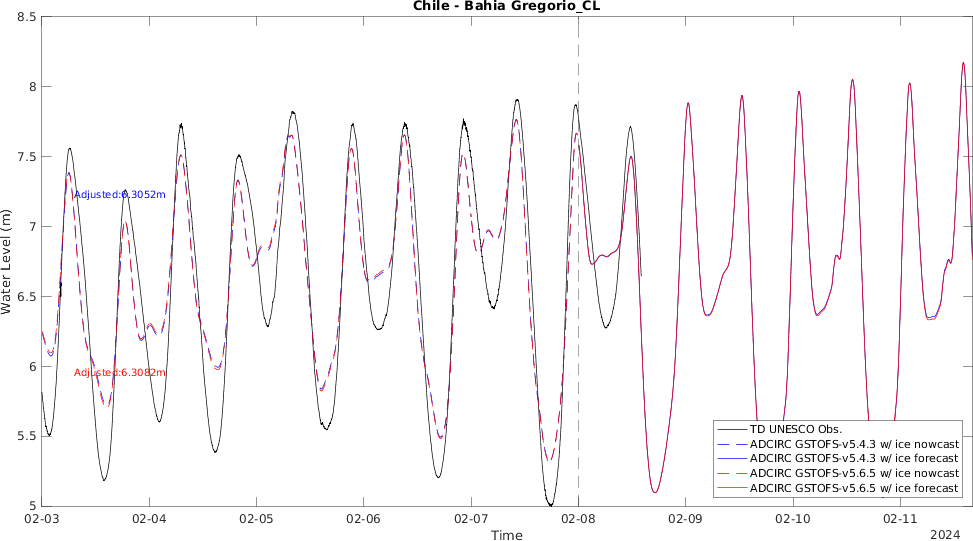 Chile - Bahia Gregorio_CL
8.5
8
7.5
7
6.5
6
5.5
5
Water Level (m)
Adjusted:6.3052m
Adjusted:6.3082m
TD UNESCO Obs.
ADCIRC GSTOFS-v5.4.3 w/ ice nowcast
ADCIRC GSTOFS-v5.4.3 w/ ice forecast
ADCIRC GSTOFS-v5.6.5 w/ ice nowcast
ADCIRC GSTOFS-v5.6.5 w/ ice forecast
02-03 02-04 02-05 02-06 02-07 02-08 02-09 02-10 02-11
Time
2024